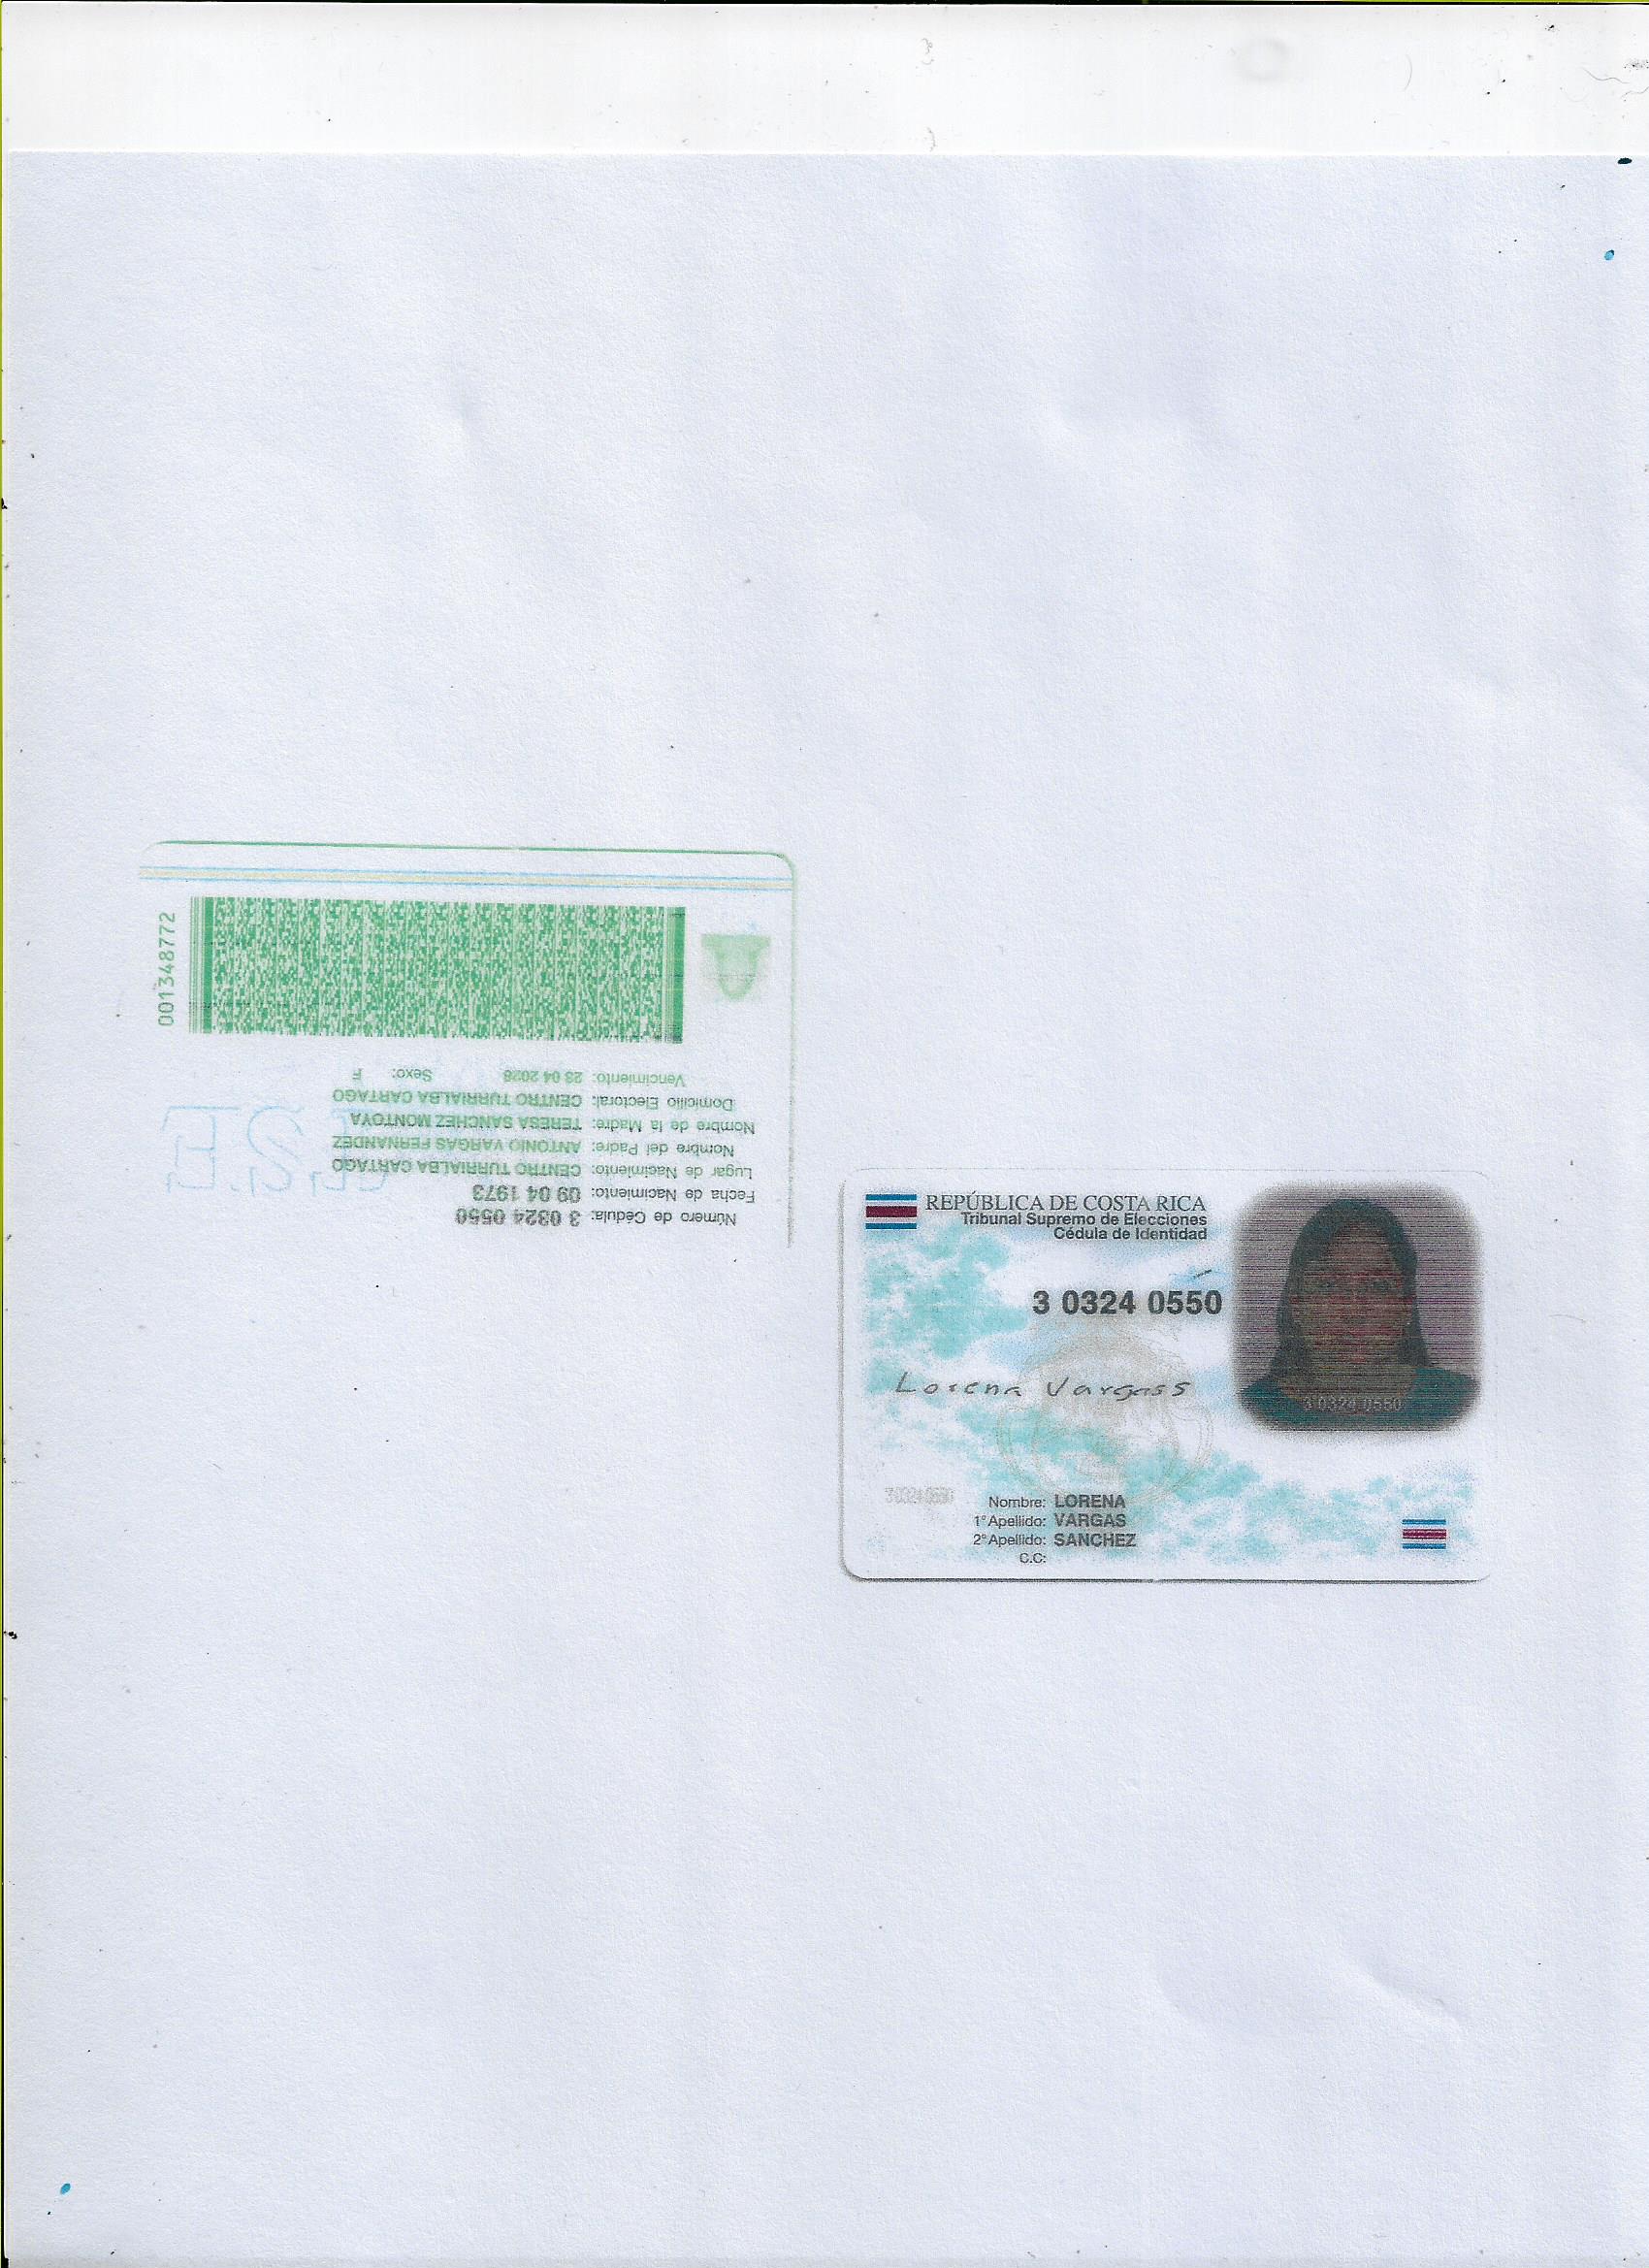 001348772
Número de Cédula: 3 0324 0550
Fecha de Nacimiento: 09 04 1973
Lugar de Nacimiento: CENTRO TURRIALBA CARTAGO
Nombre del Padre: ANTONIO VARGAS FERNANDEZ
Nombre de la Madre: TERESA SANCHEZ MONTOYA
Domicilio Electoral: CENTRO TURRIALBA CARTAGO
Vencimiento: 23 04 2028 Sexo: F
REPÚBLICA DE COSTA RICA
Tribunal Supremo de Elecciones
Cédula de Identidad
3 0324 0550
Lorena Vargas S
3 0324 0550
3 0324 0550
Nombre: LORENA
1° Apellido: VARGAS
2° Apellido: SANCHEZ
C.C: